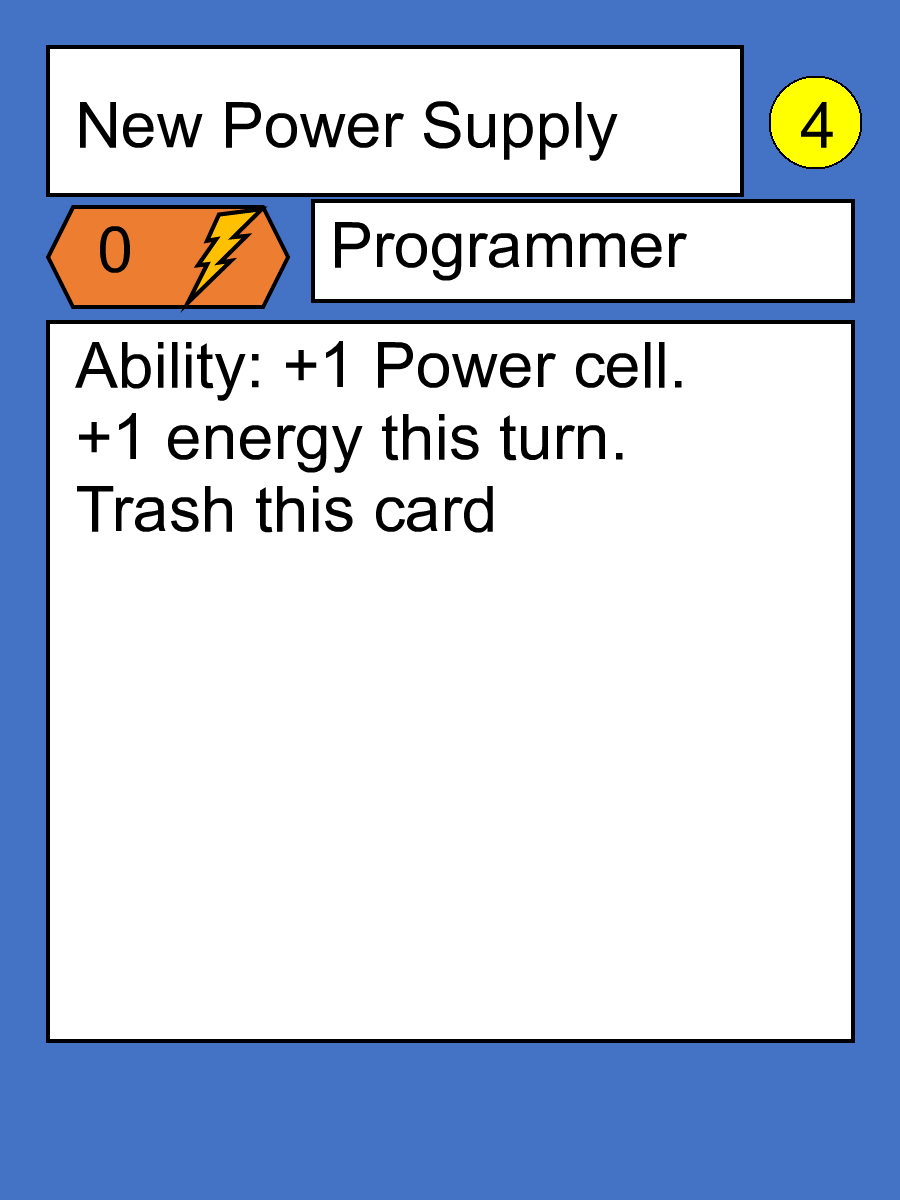 New Power Supply
4
0
Programmer
Ability: +1 Power cell.
+1 energy this turn.
Trash this card